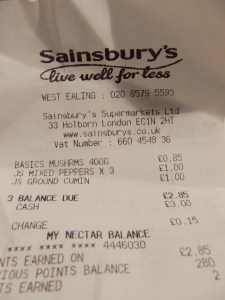 Sainsbury's
live well for less
WEST EALING : 020 8579 5593
Sainsbury's Supermarkets Ltd
33 Holborn London EC1N 2HT
www.sainsburys.co.uk
Vat Number : 660 4548 36
BASICS MUSHRMS 400G £0.85
JS MIXED PEPPERS X 3 £1.00
JS GROUND CUMIN £1.00
3 BALANCE DUE £2.85
CASH £3.00
CHANGE £0.15
MY NECTAR BALANCE
**** **** **** 4446030
NTS EARNED ON £2.85
VIOUS POINTS BALANCE 280
TS EARNED 2